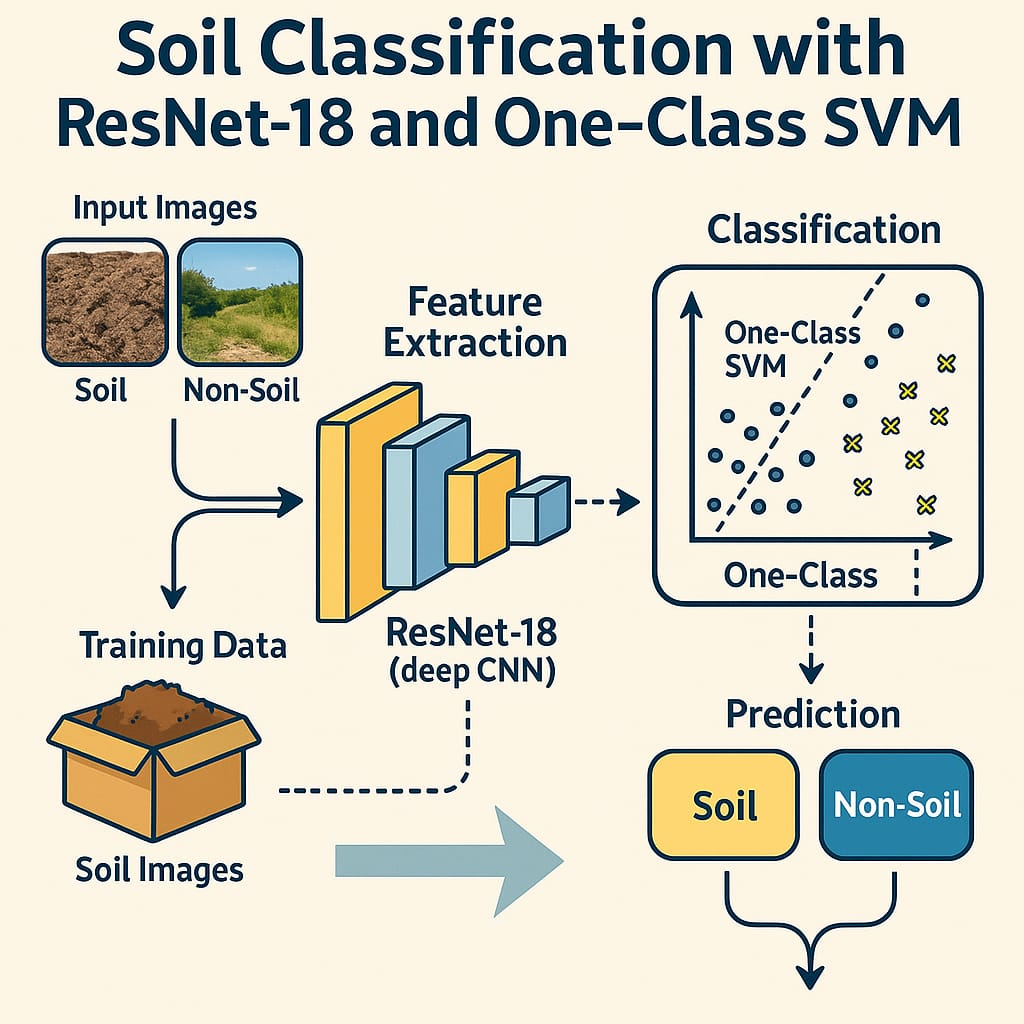 Soil Classification with
ResNet-18 and One-Class SVM
Input Images
Soil
Non-Soil
Feature
Extraction
ResNet-18
(deep CNN)
Training Data
Soil Images
Classification
One-Class
SVM
One-Class
Prediction
Soil
Non-Soil